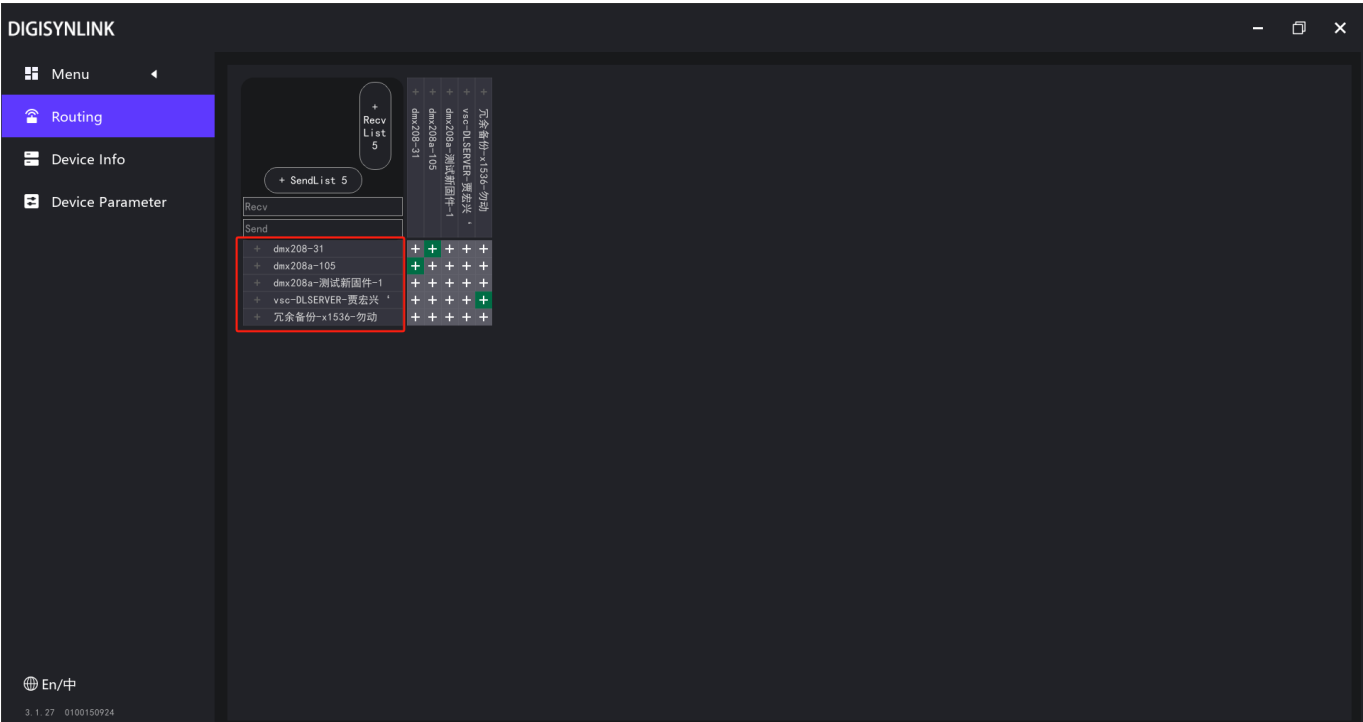 DIGISYNLINK
Menu
Routing
Device Info
Device Parameter
+
Recv
List
5
+ SendList 5
Recv
Send
+ dmx208-31
+ dmx208a-105
+ dmx208a-测试新固件-1
+ vsc-DLSERVER-贾宏兴 '
+ 冗余备份-x1536-勿动
+ dmx208-31
+ dmx208a-105
+ dmx208a-测试新固件-1
+ vsc-DLSERVER-贾宏兴 '
+ 冗余备份-x1536-勿动
+ + + + +
+ + + + +
+ + + + +
+ + + + +
+ + + + +
En/中
3.1.27 0100150924